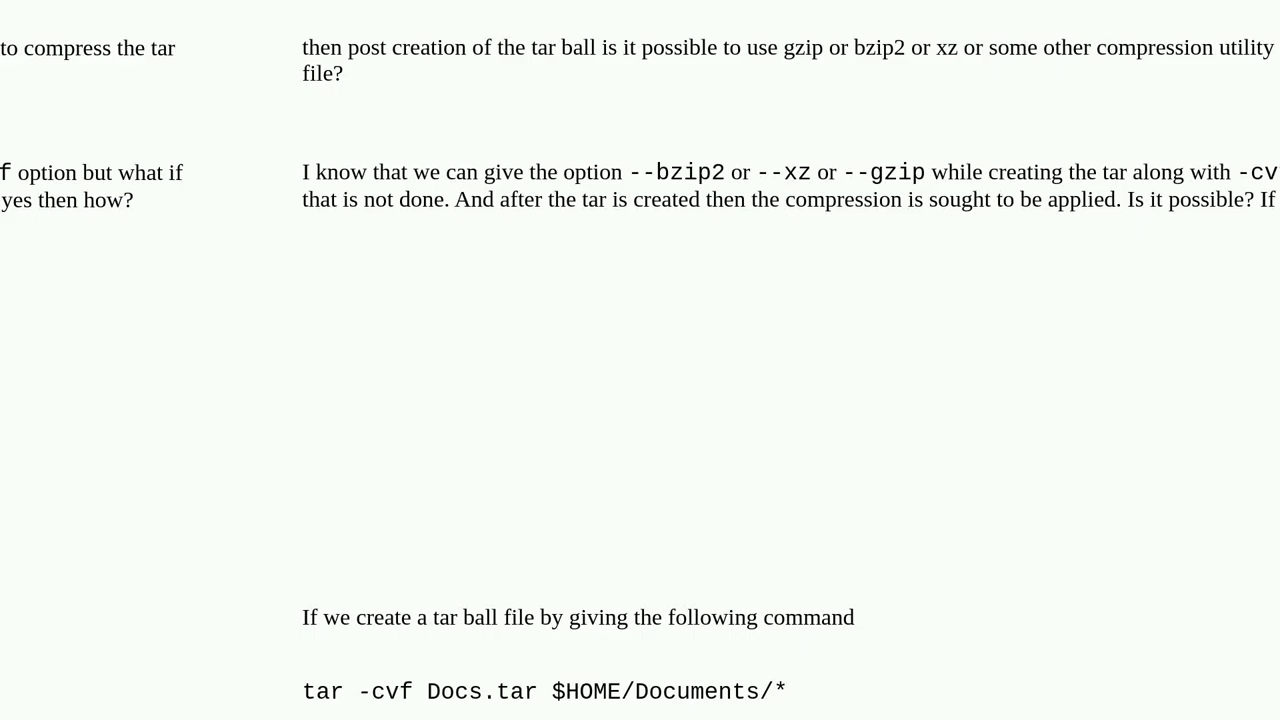 to compress the tar
then post creation of the tar ball is it possible to use gzip or bzip2 or xz or some other compression utility
file?
f option but what if
I know that we can give the option --bzip2 or --xz or --gzip while creating the tar along with -cv
yes then how?
that is not done. And after the tar is created then the compression is sought to be applied. Is it possible? If
If we create a tar ball file by giving the following command
tar -cvf Docs.tar $HOME/Documents/*